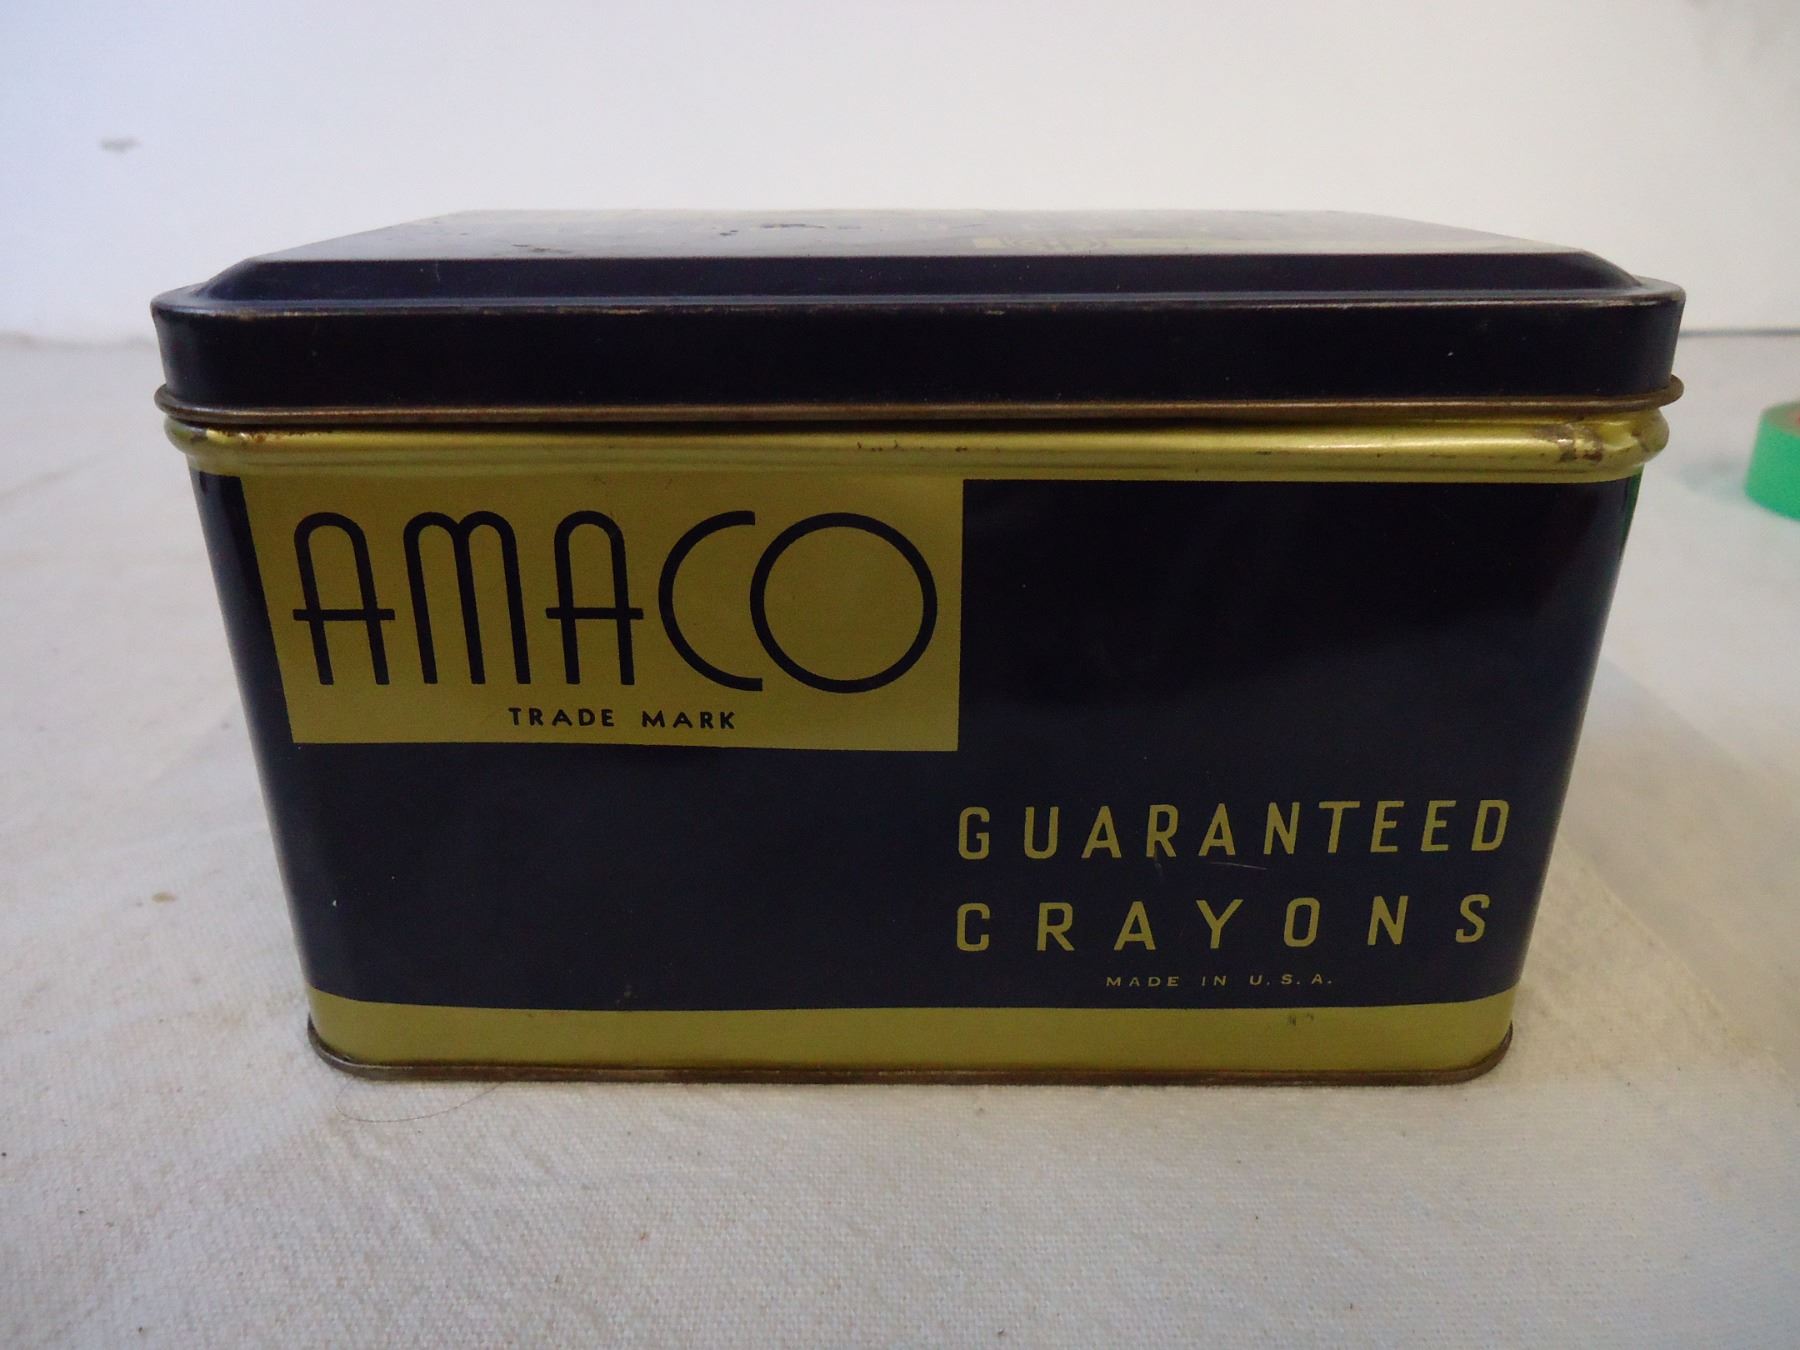 AMACO
TRADE MARK
GUARANTEED
CRAYONS
MADE IN U.S.A.